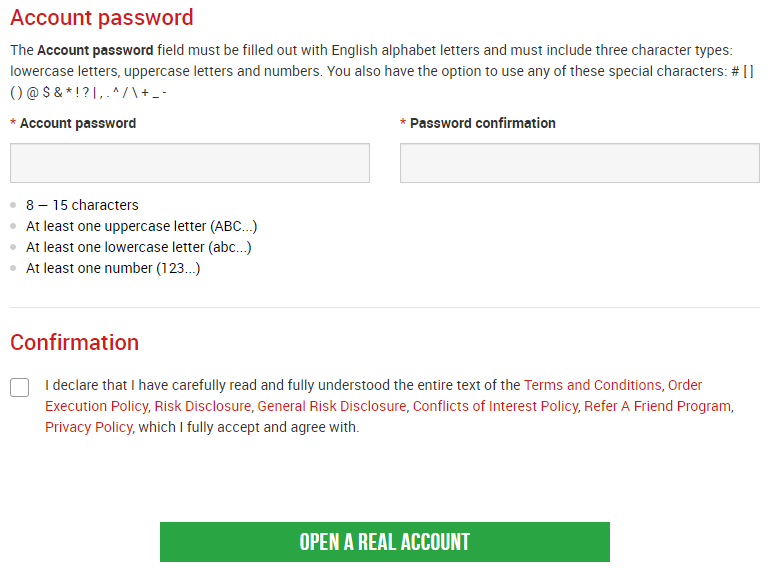 Account password
The Account password field must be filled out with English alphabet letters and must include three character types:
lowercase letters, uppercase letters and numbers. You also have the option to use any of these special characters: # [ ]
( ) @ $ & * ! ? | , . ^ / \ + _ -
* Account password * Password confirmation
8 — 15 characters
At least one uppercase letter (ABC...)
At least one lowercase letter (abc...)
At least one number (123...)
Confirmation
I declare that I have carefully read and fully understood the entire text of the Terms and Conditions, Order
Execution Policy, Risk Disclosure, General Risk Disclosure, Conflicts of Interest Policy, Refer A Friend Program,
Privacy Policy, which I fully accept and agree with.
OPEN A REAL ACCOUNT